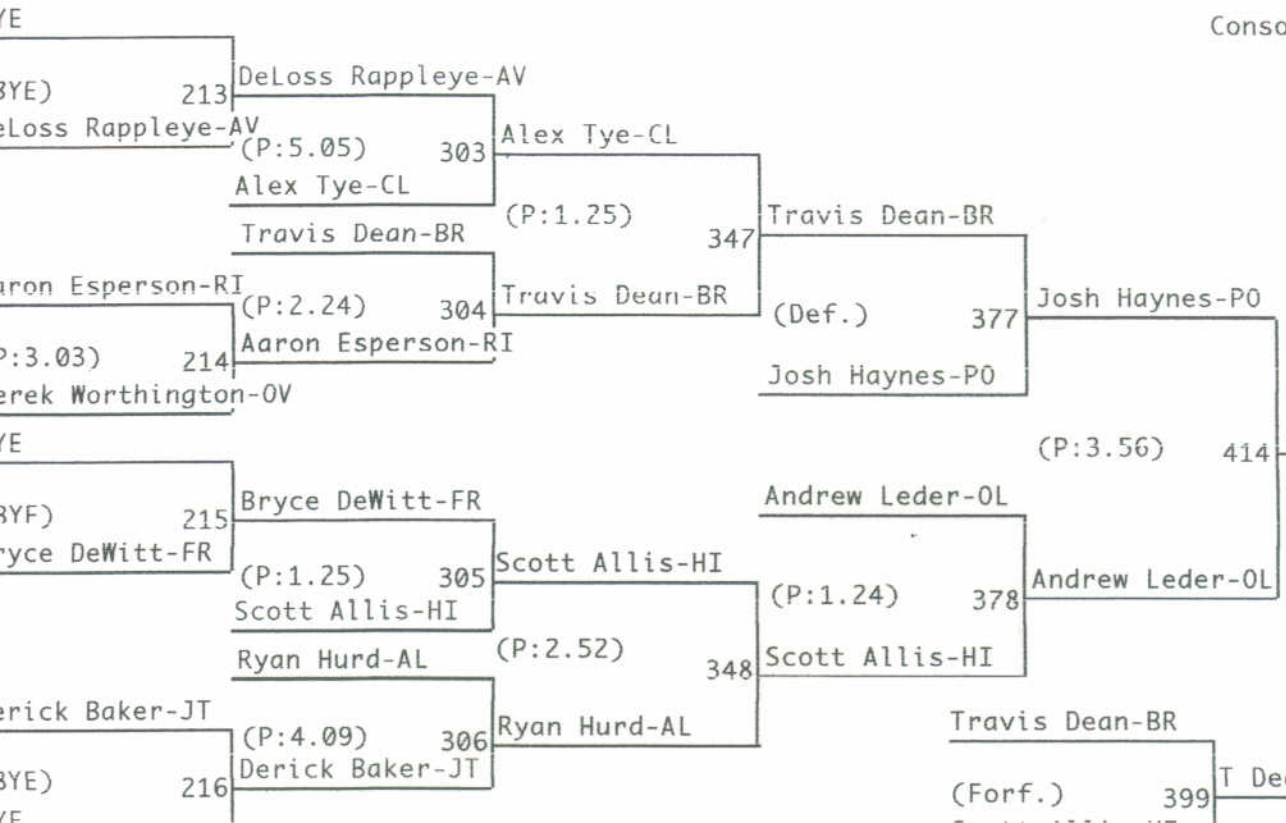 YE
Conso
DeLoss Rappleye-AV
BYE)
213
eLoss Rappleye-AV
(P:5.05)
303
Alex Tye-CL
Alex Tye-CL
(P:1.25)
347
Travis Dean-BR
Travis Dean-BR
aron Esperson-RI
(P:2.24)
304
Travis Dean-BR
(Def.)
377
Josh Haynes-PO
P:3.03)
214
Aaron Esperson-RI
erek Worthington-OV
Josh Haynes-PO
YE
(P:3.56)
414
Bryce DeWitt-FR
Andrew Leder-OL
BYF)
215
ryce DeWitt-FR
(P:1.25)
305
Scott Allis-HI
Scott Allis-HI
(P:1.24)
378
Andrew Leder-OL
Ryan Hurd-AL
(P:2.52)
348
Scott Allis-HI
erick Baker-JT
(P:4.09)
306
Ryan Hurd-AL
Derick Baker-JT
BYE)
216
Travis Dean-BR
(Forf.)
399
T Dea